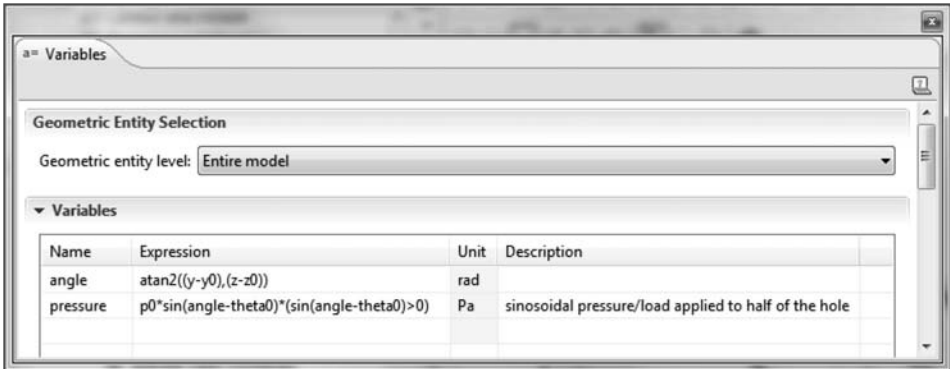 a= Variables
Geometric Entity Selection
Geometric entity level: Entire model
Variables
Name Expression Unit Description
angle atan2((y-y0),(z-z0)) rad
pressure p0*sin(angle-theta0)*(sin(angle-theta0)>0) Pa sinosoidal pressure/load applied to half of the hole